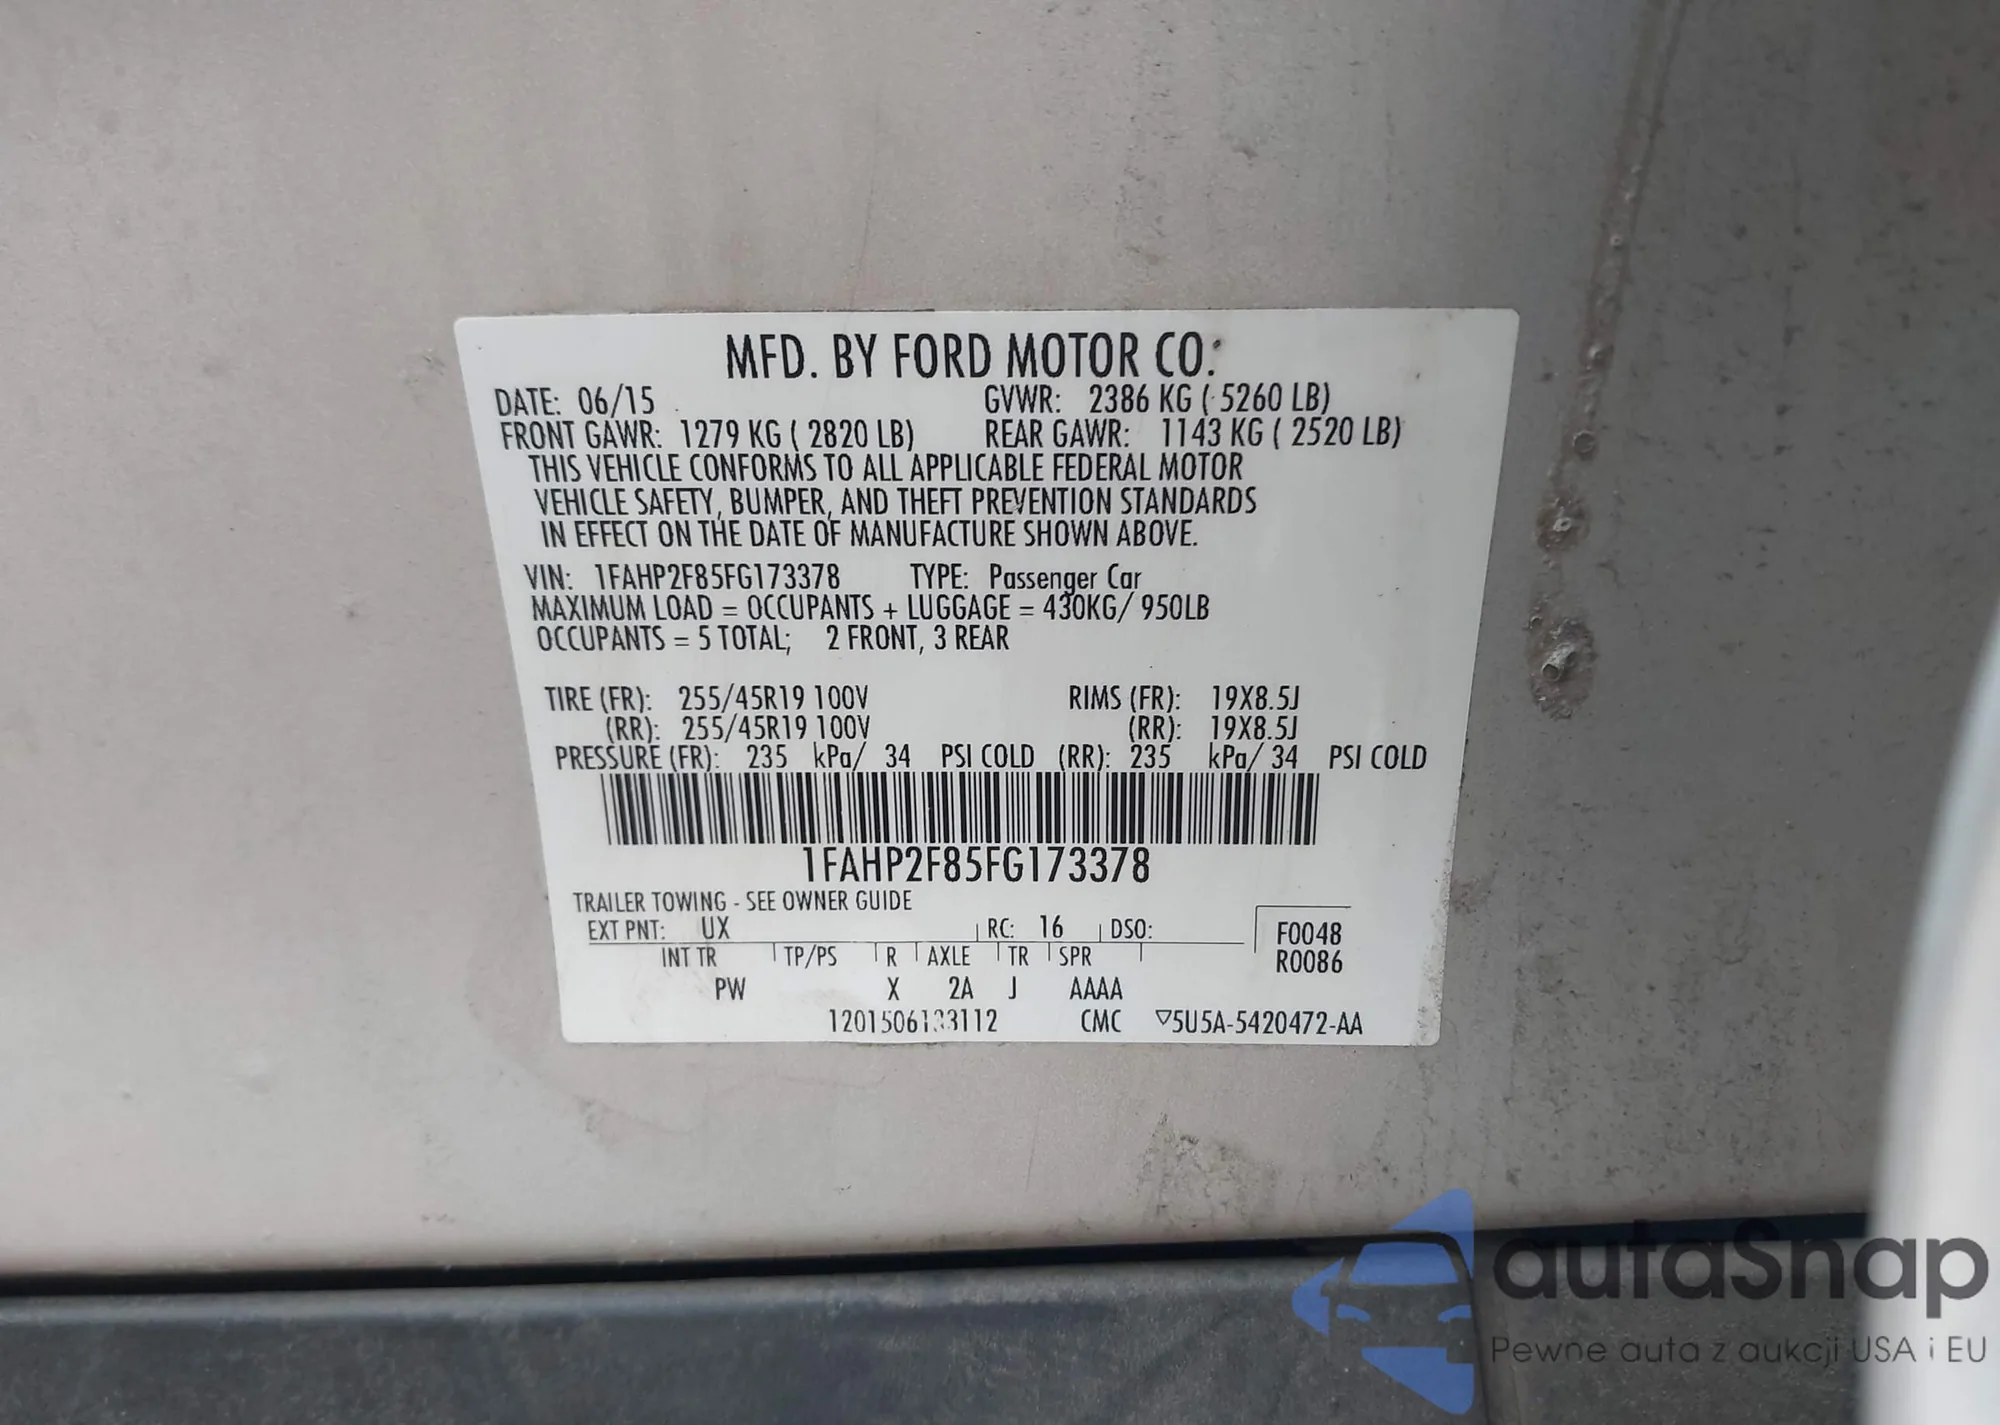 MFD. BY FORD MOTOR CO.
DATE: 06/15 GVWR: 2386 KG ( 5260 LB)
FRONT GAWR: 1279 KG ( 2820 LB) REAR GAWR: 1143 KG ( 2520 LB)
THIS VEHICLE CONFORMS TO ALL APPLICABLE FEDERAL MOTOR
VEHICLE SAFETY, BUMPER, AND THEFT PREVENTION STANDARDS
IN EFFECT ON THE DATE OF MANUFACTURE SHOWN ABOVE.
VIN: 1FAHP2F85FG173378 TYPE: Passenger Car
MAXIMUM LOAD = OCCUPANTS + LUGGAGE = 430KG/ 950LB
OCCUPANTS = 5 TOTAL; 2 FRONT, 3 REAR
TIRE (FR): 255/45R19 100V RIMS (FR): 19X8.5J
(RR): 255/45R19 100V (RR): 19X8.5J
PRESSURE (FR): 235 kPa/ 34 PSI COLD (RR): 235 kPa/ 34 PSI COLD
1FAHP2F85FG173378
TRAILER TOWING - SEE OWNER GUIDE
EXT PNT: UX RC: 16 DSO: F0048
INT TR TP/PS R AXLE TR SPR R0086
PW X 2A J AAAA
CMC ▽5U5A-5420472-AA
autaSnap
Pewne auta z aukcji USA i EU